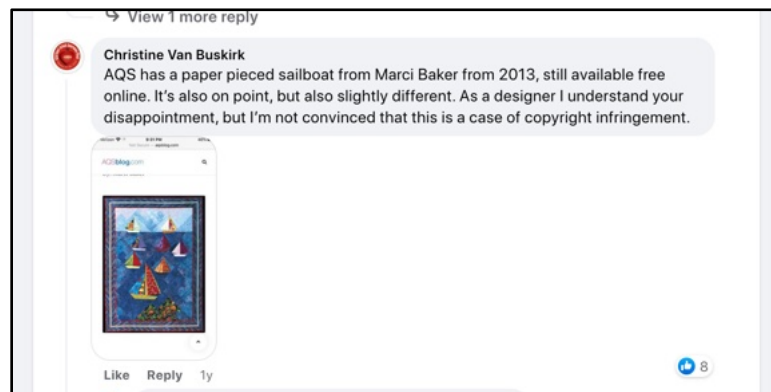 View 1 more reply
Christine Van Buskirk
AQS has a paper pieced sailboat from Marci Baker from 2013, still available free
online. It's also on point, but also slightly different. As a designer I understand your
disappointment, but I'm not convinced that this is a case of copyright infringement.
AQSblog.com
Like Reply 1y
8